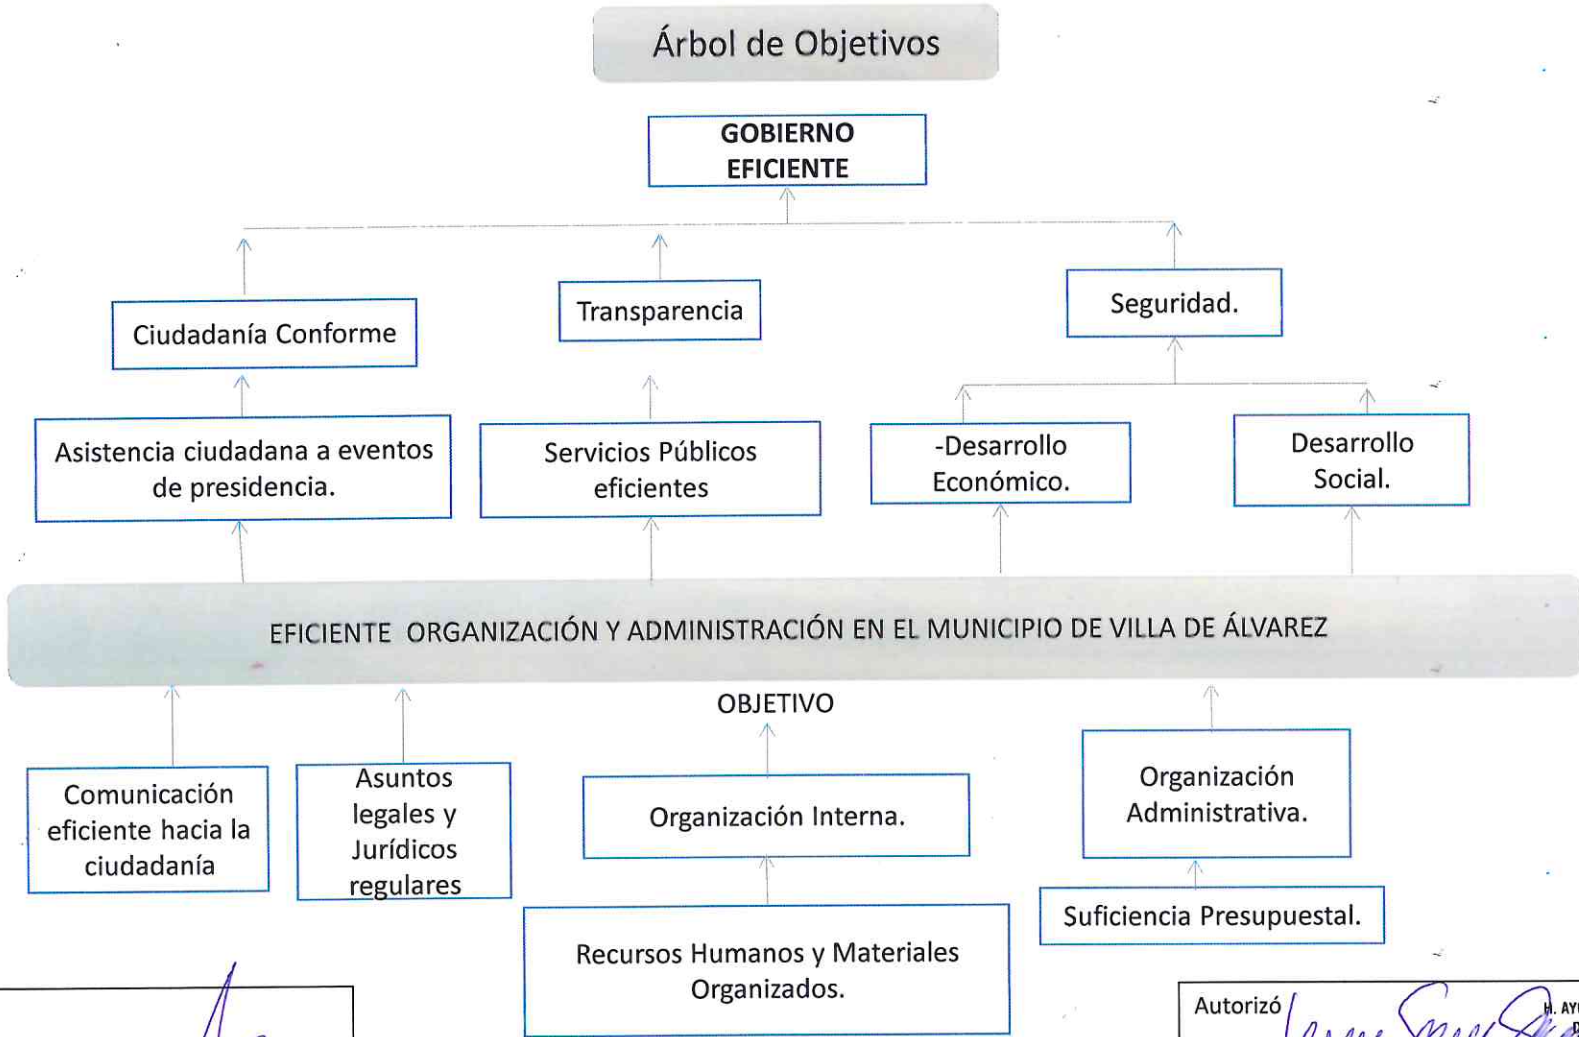 Árbol de Objetivos
GOBIERNO
EFICIENTE
Ciudadanía Conforme
Transparencia
Seguridad.
Asistencia ciudadana a eventos
de presidencia.
Servicios Públicos
eficientes
-Desarrollo
Económico.
Desarrollo
Social.
EFICIENTE ORGANIZACIÓN Y ADMINISTRACIÓN EN EL MUNICIPIO DE VILLA DE ÁLVAREZ
OBJETIVO
Comunicación
eficiente hacia la
ciudadanía
Asuntos
legales y
Jurídicos
regulares
Organización Interna.
Organización
Administrativa.
Recursos Humanos y Materiales
Organizados.
Suficiencia Presupuestal.
Autorizó